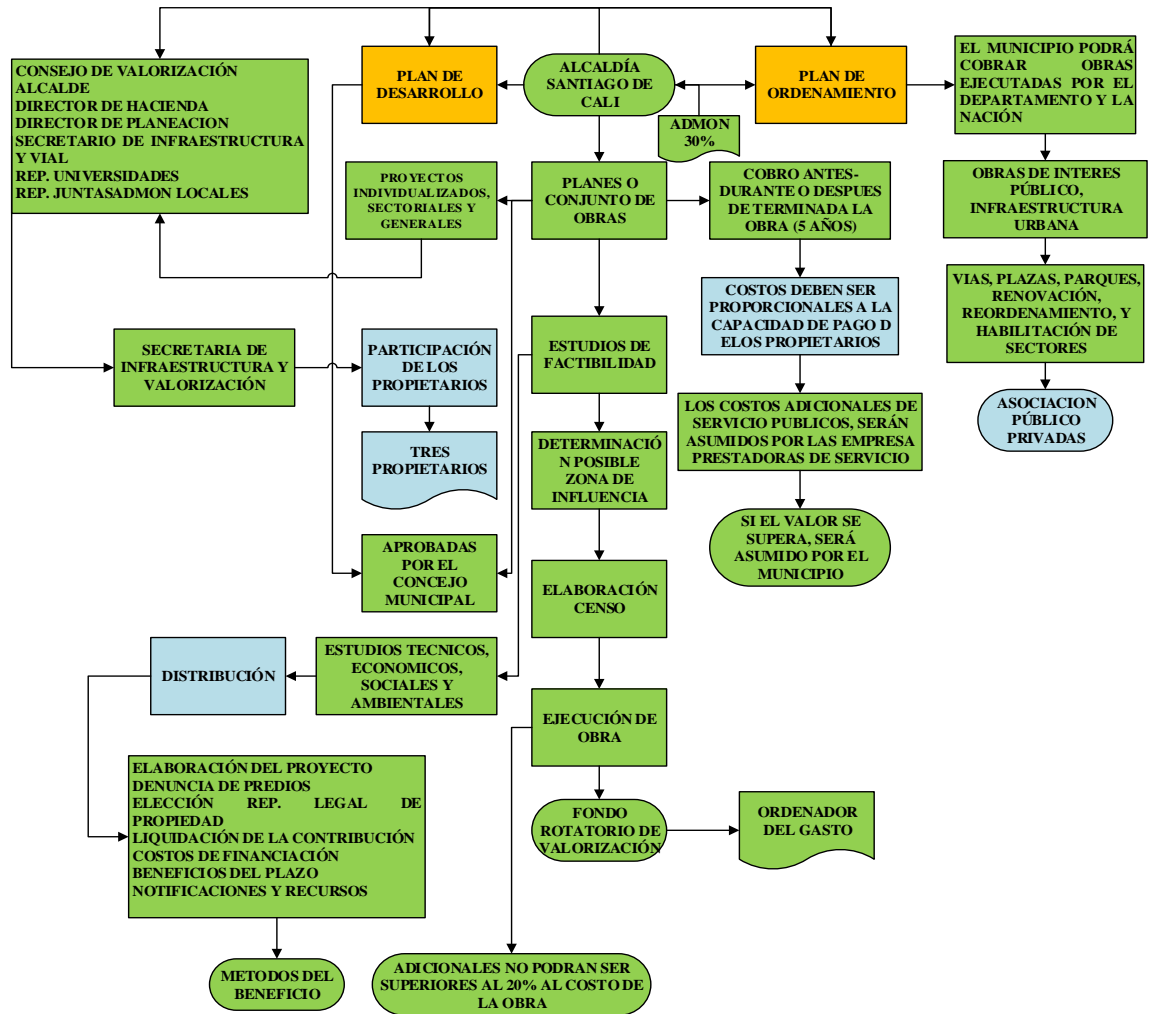 CONSEJO DE VALORIZACIÓN
ALCALDE
DIRECTOR DE HACIENDA
DIRECTOR DE PLANEACION
SECRETARIO DE INFRAESTRUCTURA
Y VIAL
REP. UNIVERSIDADES
REP. JUNTASADMON LOCALES
PLAN DE
DESARROLLO
ALCALDÍA
SANTIAGO DE
CALI
PLAN DE
ORDENAMIENTO
EL MUNICIPIO PODRÁ
COBRAR OBRAS
EJECUTADAS POR EL
DEPARTAMENTO Y LA
NACIÓN
ADMON
30%
PROYECTOS
INDIVIDUALIZADOS,
SECTORIALES Y
GENERALES
PLANES O
CONJUNTO DE
OBRAS
COBRO ANTES-
DURANTE O DESPUES
DE TERMINADA LA
OBRA (5 AÑOS)
OBRAS DE INTERES
PÚBLICO,
INFRAESTRUCTURA
URBANA
COSTOS DEBEN SER
PROPORCIONALES A LA
CAPACIDAD DE PAGO D
ELOS PROPIETARIOS
VIAS, PLAZAS, PARQUES,
RENOVACIÓN,
REORDENAMIENTO, Y
HABILITACIÓN DE
SECTORES
SECRETARIA DE
INFRAESTRUCTURA Y
VALORIZACIÓN
PARTICIPACIÓN
DE LOS
PROPIETARIOS
ESTUDIOS DE
FACTIBILIDAD
LOS COSTOS ADICIONALES DE
SERVICIO PUBLICOS, SERÁN
ASUMIDOS POR LAS EMPRESA
PRESTADORAS DE SERVICIO
ASOCIACION
PÚBLICO
PRIVADAS
TRES
PROPIETARIOS
DETERMINACIÓ
N POSIBLE
ZONA DE
INFLUENCIA
SI EL VALOR SE
SUPERA, SERÁ
ASUMIDO POR EL
MUNICIPIO
APROBADAS
POR EL
CONCEJO
MUNICIPAL
ELABORACIÓN
CENSO
DISTRIBUCIÓN
ESTUDIOS TECNICOS,
ECONOMICOS,
SOCIALES Y
AMBIENTALES
EJECUCIÓN DE
OBRA
ELABORACIÓN DEL PROYECTO
DENUNCIA DE PREDIOS
ELECCIÓN REP. LEGAL DE
PROPIEDAD
LIQUIDACIÓN DE LA CONTRIBUCIÓN
COSTOS DE FINANCIACIÓN
BENEFICIOS DEL PLAZO
NOTIFICACIONES Y RECURSOS
FONDO
ROTATORIO DE
VALORIZACIÓN
ORDENADOR
DEL GASTO
METODOS DEL
BENEFICIO
ADICIONALES NO PODRAN SER
SUPERIORES AL 20% AL COSTO DE
LA OBRA